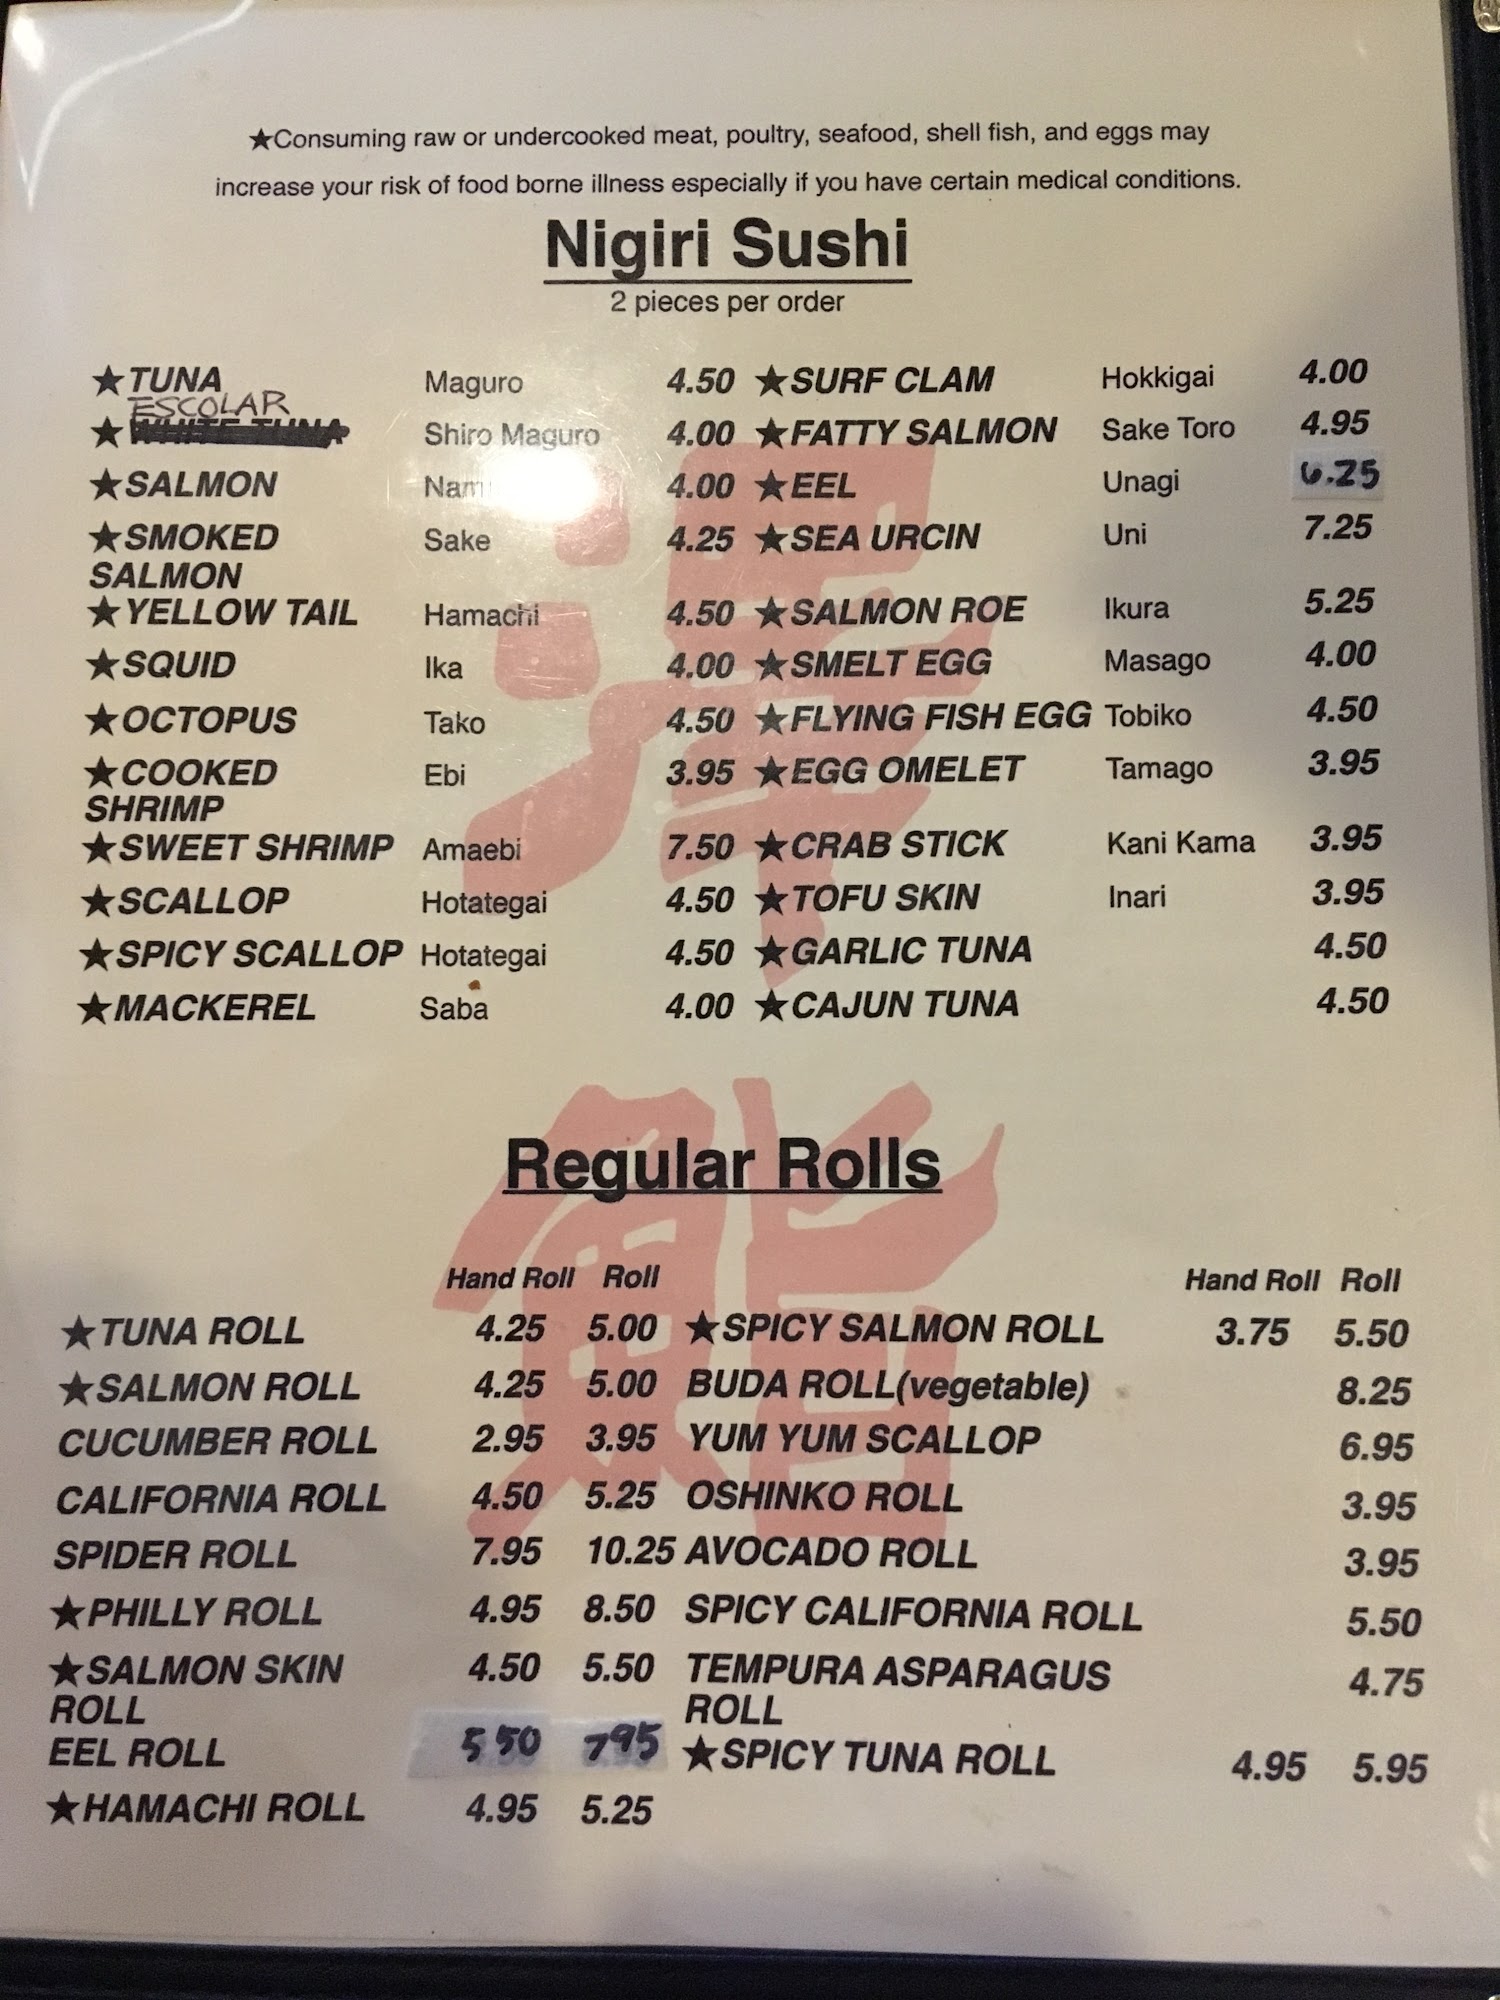 ★Consuming raw or undercooked meat, poultry, seafood, shell fish, and eggs may
increase your risk of food borne illness especially if you have certain medical conditions.
Nigiri Sushi
2 pieces per order
★TUNA Maguro 4.50 ★SURF CLAM Hokkigai 4.00
ESCOLAR
★WHITE TUNA Shiro Maguro 4.00 ★FATTY SALMON Sake Toro 4.95
★SALMON 4.00 ★EEL Unagi 6.25
★SMOKED Sake 4.25 ★SEA URCIN Uni 7.25
SALMON
★YELLOW TAIL Hamachi 4.50 ★SALMON ROE Ikura 5.25
★SQUID Ika 4.00 ★SMELT EGG Masago 4.00
★OCTOPUS Tako 4.50 ★FLYING FISH EGG Tobiko 4.50
★COOKED Ebi 3.95 ★EGG OMELET Tamago 3.95
SHRIMP
★SWEET SHRIMP Amaebi 7.50 ★CRAB STICK Kani Kama 3.95
★SCALLOP Hotategai 4.50 ★TOFU SKIN Inari 3.95
★SPICY SCALLOP Hotategai 4.50 ★GARLIC TUNA 4.50
★MACKEREL Saba 4.00 ★CAJUN TUNA 4.50
Regular Rolls
Hand Roll Roll Hand Roll Roll
★TUNA ROLL 4.25 5.00 ★SPICY SALMON ROLL 3.75 5.50
★SALMON ROLL 4.25 5.00 BUDA ROLL(vegetable) 8.25
CUCUMBER ROLL 2.95 3.95 YUM YUM SCALLOP 6.95
CALIFORNIA ROLL 4.50 5.25 OSHINKO ROLL 3.95
SPIDER ROLL 7.95 10.25 AVOCADO ROLL 3.95
★PHILLY ROLL 4.95 8.50 SPICY CALIFORNIA ROLL 5.50
★SALMON SKIN 4.50 5.50 TEMPURA ASPARAGUS 4.75
ROLL ROLL
EEL ROLL 5 50 795 ★SPICY TUNA ROLL 4.95 5.95
★HAMACHI ROLL 4.95 5.25